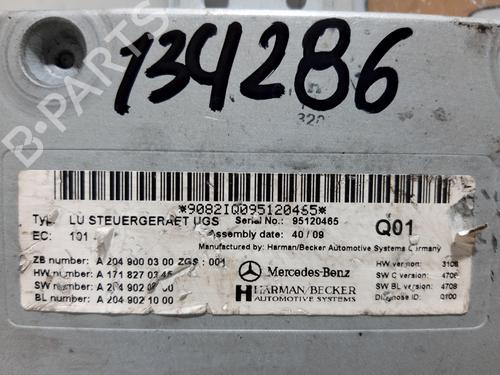 134286
320
*9082IQ095120465*
Typ: LU STEUERGERAET UGS Serial No.: 95120465
EC: 101 Assembly date: 40 / 09 Q01
Manufactured by: Harman/Becker Automotive Systems Germany
ZB number: A 204 900 03 00 ZGS : 001
HW number: A 171 827
SW number: A 204 902
BL number: A 204 902 10 00
Mercedes-Benz
HARMAN/BECKER
AUTOMOTIVE SYSTEMS
HW version: 3108
SW C version: 4706
SW BL version: 4708
Diagnose ID: 0100
B-PARTS